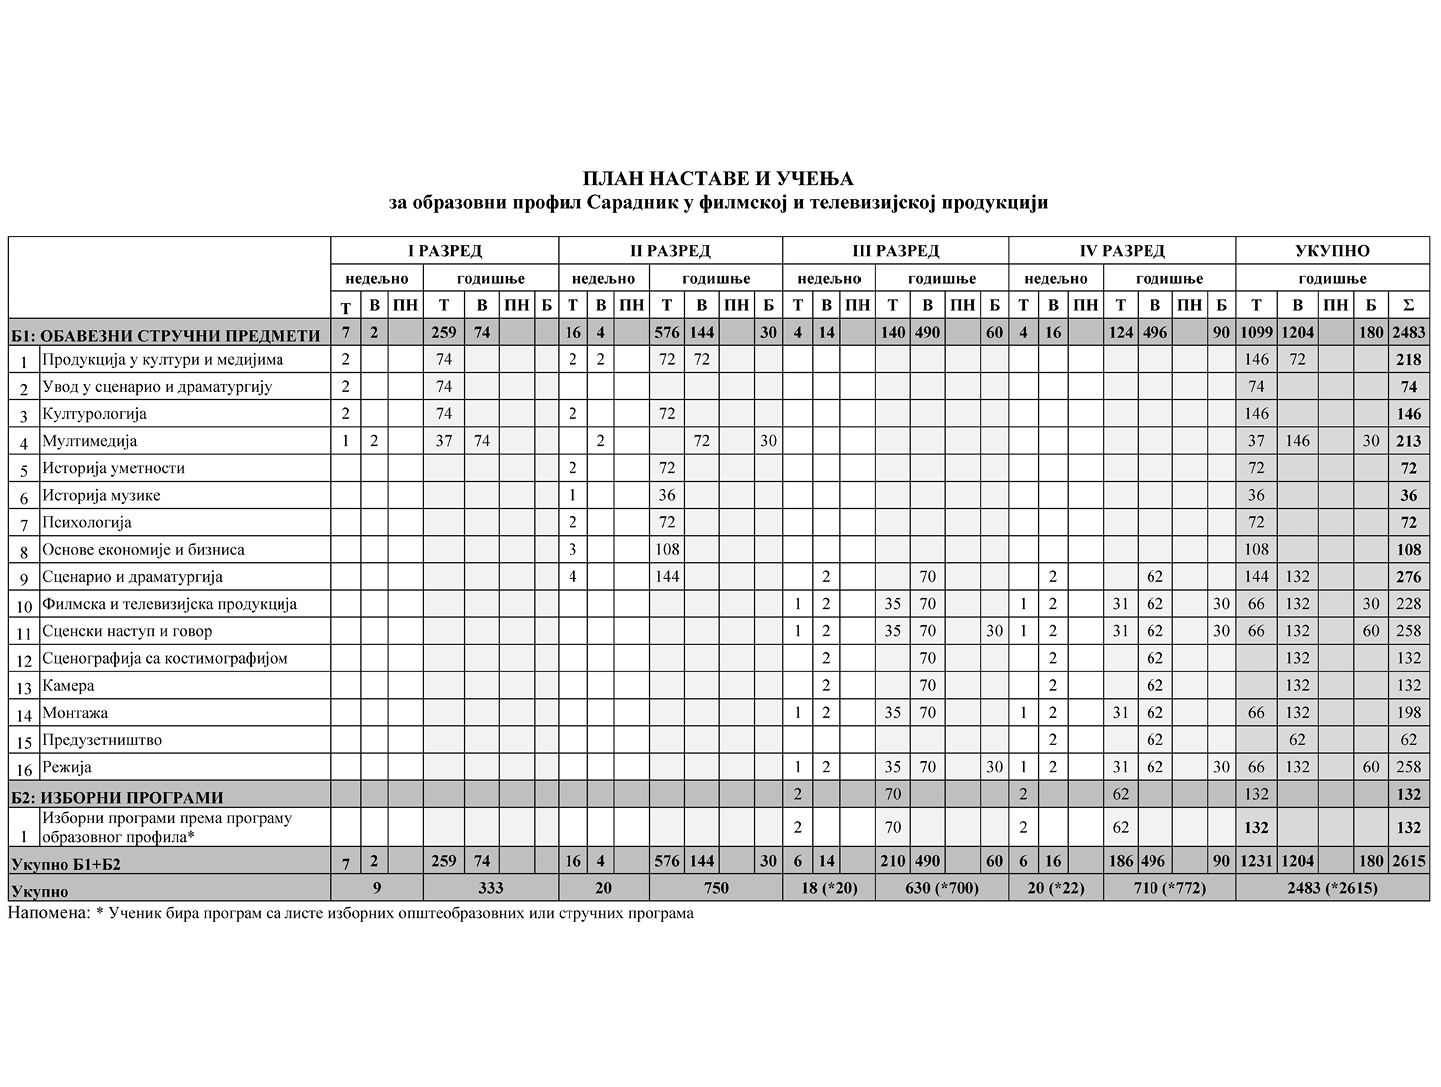 ПЛАН НАСТАВЕ И УЧЕЊА
за образовни профил Сарадник у филмској и телевизијској продукцији
I РАЗРЕД II РАЗРЕД III РАЗРЕД IV РАЗРЕД УКУПНО
недељно годишње недељно годишње недељно годишње недељно годишње годишње
Т В ПН Т В ПН Б Т В ПН Т В ПН Б Т В ПН Т В ПН Б Т В ПН Т В ПН Б Т В ПН Б Σ
Б1: ОБАВЕЗНИ СТРУЧНИ ПРЕДМЕТИ 7 2 259 74 16 4 576 144 30 4 14 140 490 60 4 16 124 496 90 1099 1204 180 2483
1 Продукција у култури и медијима 2 74 2 2 72 72 146 72 218
2 Увод у сценарио и драматургију 2 74 74 74
3 Културологија 2 74 2 72 146 146
4 Мултимедија 1 2 37 74 2 72 30 37 146 30 213
5 Историја уметности 2 72 72 72
6 Историја музике 1 36 36 36
7 Психологија 2 72 72 72
8 Основе економије и бизниса 3 108 108 108
9 Сценарио и драматургија 4 144 2 70 2 62 144 132 276
10 Филмска и телевизијска продукција 1 2 35 70 1 2 31 62 30 66 132 30 228
11 Сценски наступ и говор 1 2 35 70 30 1 2 31 62 30 66 132 60 258
12 Сценографија са костимографијом 2 70 2 62 132 132
13 Камера 2 70 2 62 132 132
14 Монтажа 1 2 35 70 1 2 31 62 66 132 198
15 Предузетништво 2 62 62 62
16 Режија 1 2 35 70 30 1 2 31 62 30 66 132 60 258
Б2: ИЗБОРНИ ПРОГРАМИ 2 70 2 62 132 132
1 Изборни програми према програму
образовног профила* 2 70 2 62 132 132
Укупно Б1+Б2 7 2 259 74 16 4 576 144 30 6 14 210 490 60 6 16 186 496 90 1231 1204 180 2615
Укупно 9 333 20 750 18 (*20) 630 (*700) 20 (*22) 710 (*772) 2483 (*2615)
Напомена: * Ученик бира програм са листе изборних општеобразовних или стручних програма